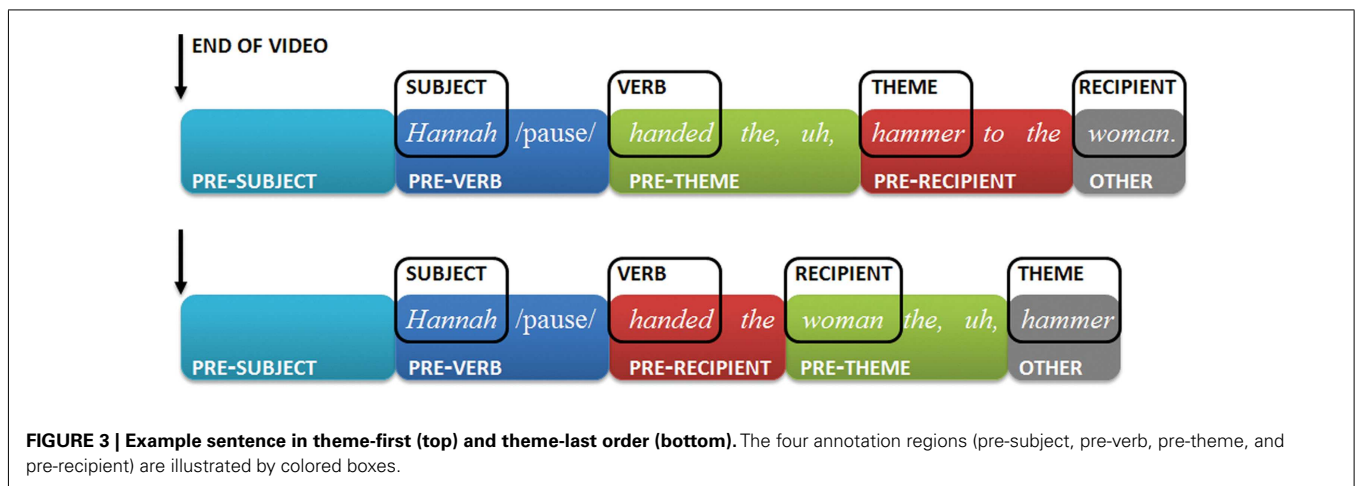 END OF VIDEO
SUBJECT VERB THEME RECIPIENT
Hannah /pause/ handed the, uh, hammer to the woman.
PRE-SUBJECT PRE-VERB PRE-THEME PRE-RECIPIENT OTHER
SUBJECT VERB RECIPIENT THEME
Hannah /pause/ handed the woman the, uh, hammer
PRE-SUBJECT PRE-VERB PRE-RECIPIENT PRE-THEME OTHER
FIGURE 3 | Example sentence in theme-first (top) and theme-last order (bottom). The four annotation regions (pre-subject, pre-verb, pre-theme, and
pre-recipient) are illustrated by colored boxes.